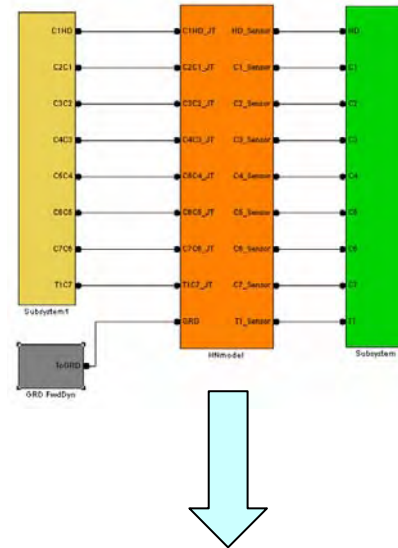 C1HD C1HD_JT HD_Sensor HD
C2C1 C2C1_JT C1_Sensor C1
C3C2 C3C2_JT C2_Sensor C2
C4C3 C4C3_JT C3_Sensor C3
C5C4 C5C4_JT C4_Sensor C4
C6C5 C6C5_JT C5_Sensor C5
C7C6 C7C6_JT C6_Sensor C6
T1C7 T1C7_JT C7_Sensor C7
GRD T1_Sensor T1
Subsystem1
HNmodel
Subsystem
ToGRD
GRD FwdDyn